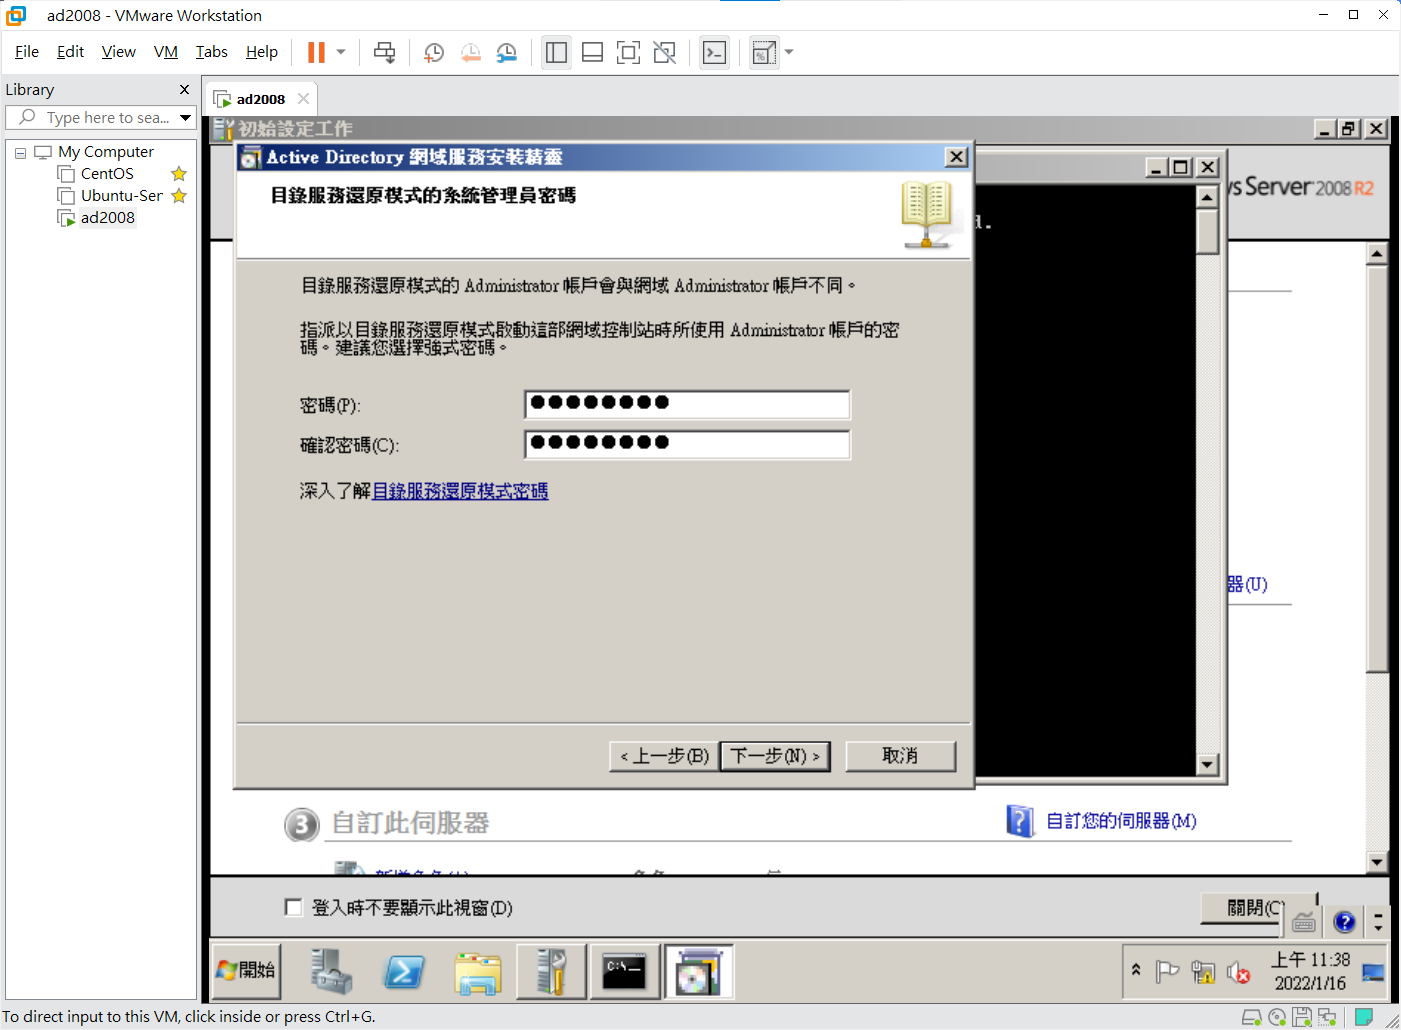 ad2008 - VMware Workstation
File Edit View VM Tabs Help
Library
Type here to sea...
My Computer
CentOS
Ubuntu-Ser
ad2008
ad2008
初始設定工作
Active Directory 網域服務安裝精靈
目錄服務還原模式的系統管理員密碼
目錄服務還原模式的 Administrator 帳戶會與網域 Administrator 帳戶不同。
指派以目錄服務還原模式啟動這部網域控制站時所使用 Administrator 帳戶的密
碼。建議您選擇強式密碼。
密碼(P):
確認密碼(C):
深入了解目錄服務還原模式密碼
< 上一步(B) 下一步(N) > 取消
d.
s Server 2008 R2
器(U)
3 自訂此伺服器
自訂您的伺服器(M)
登入時不要顯示此視窗(D)
關閉(C
開始
C:\_
上午 11:38
2022/1/16
To direct input to this VM, click inside or press Ctrl+G.